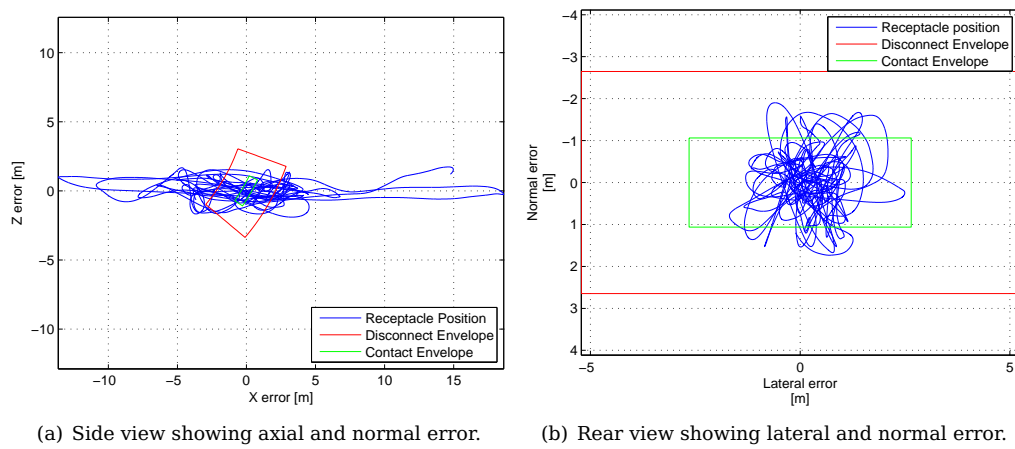 10
5
0
−5
−10
−10
−5
0
5
10
15
Z error [m]
X error [m]
Receptacle Position
Disconnect Envelope
Contact Envelope
(a) Side view showing axial and normal error.
−4
−3
−2
−1
0
1
2
3
4
−5
0
5
Normal error
[m]
Lateral error
[m]
Receptacle position
Disconnect Envelope
Contact Envelope
(b) Rear view showing lateral and normal error.